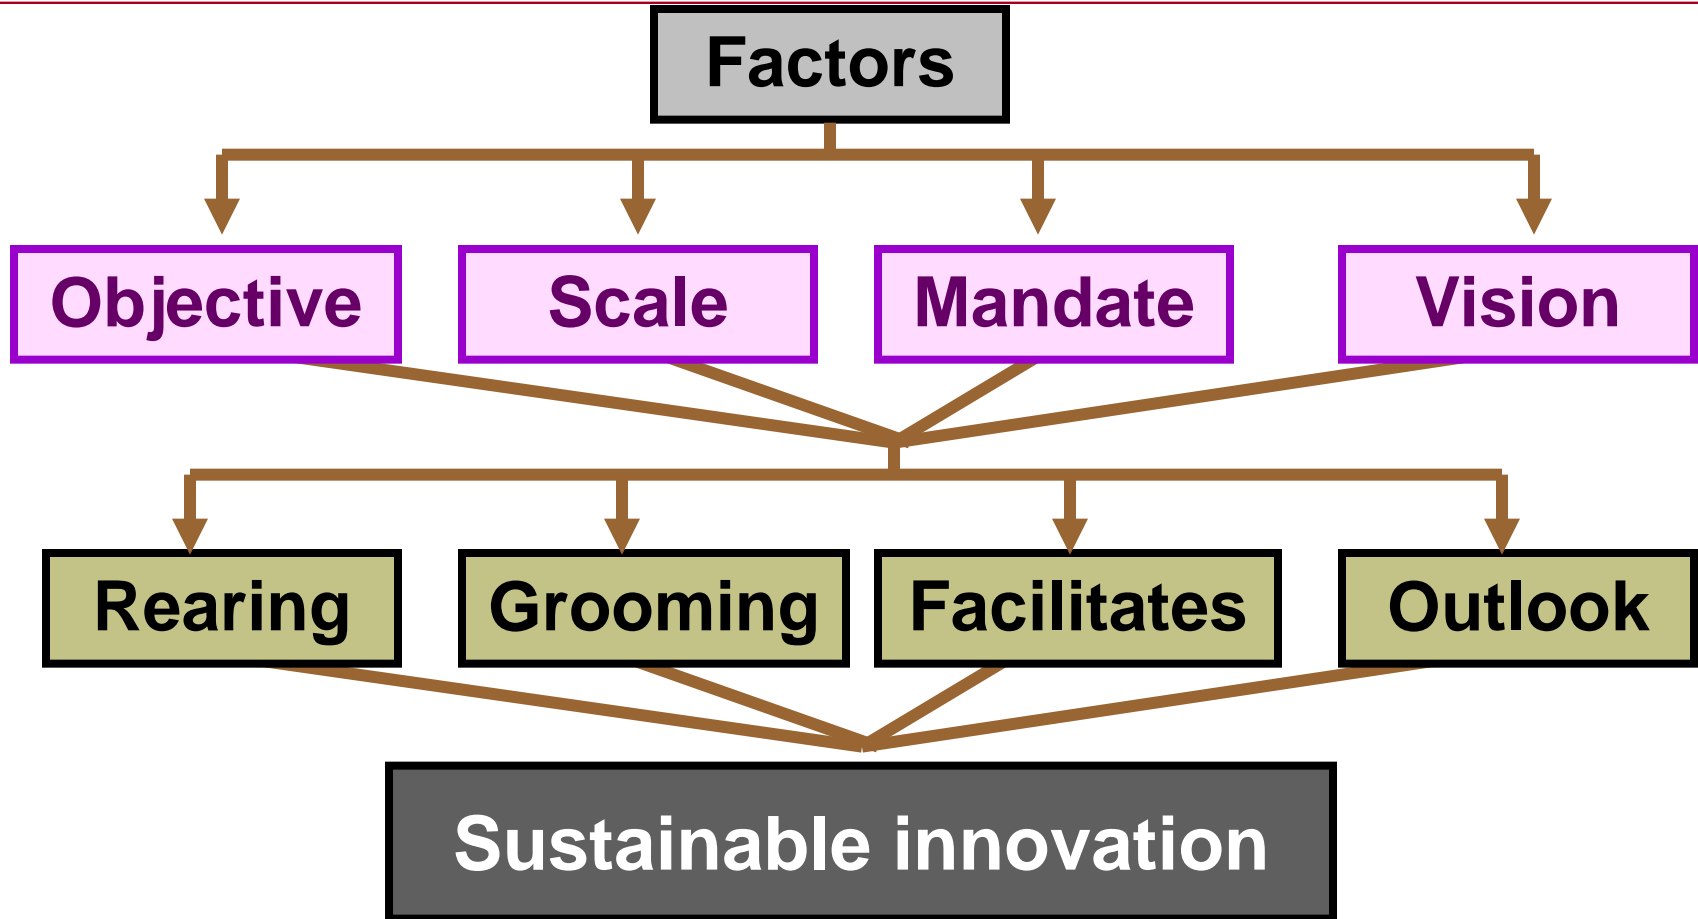 Factors
Objective
Scale
Mandate
Vision
Rearing
Grooming
Facilitates
Outlook
Sustainable innovation